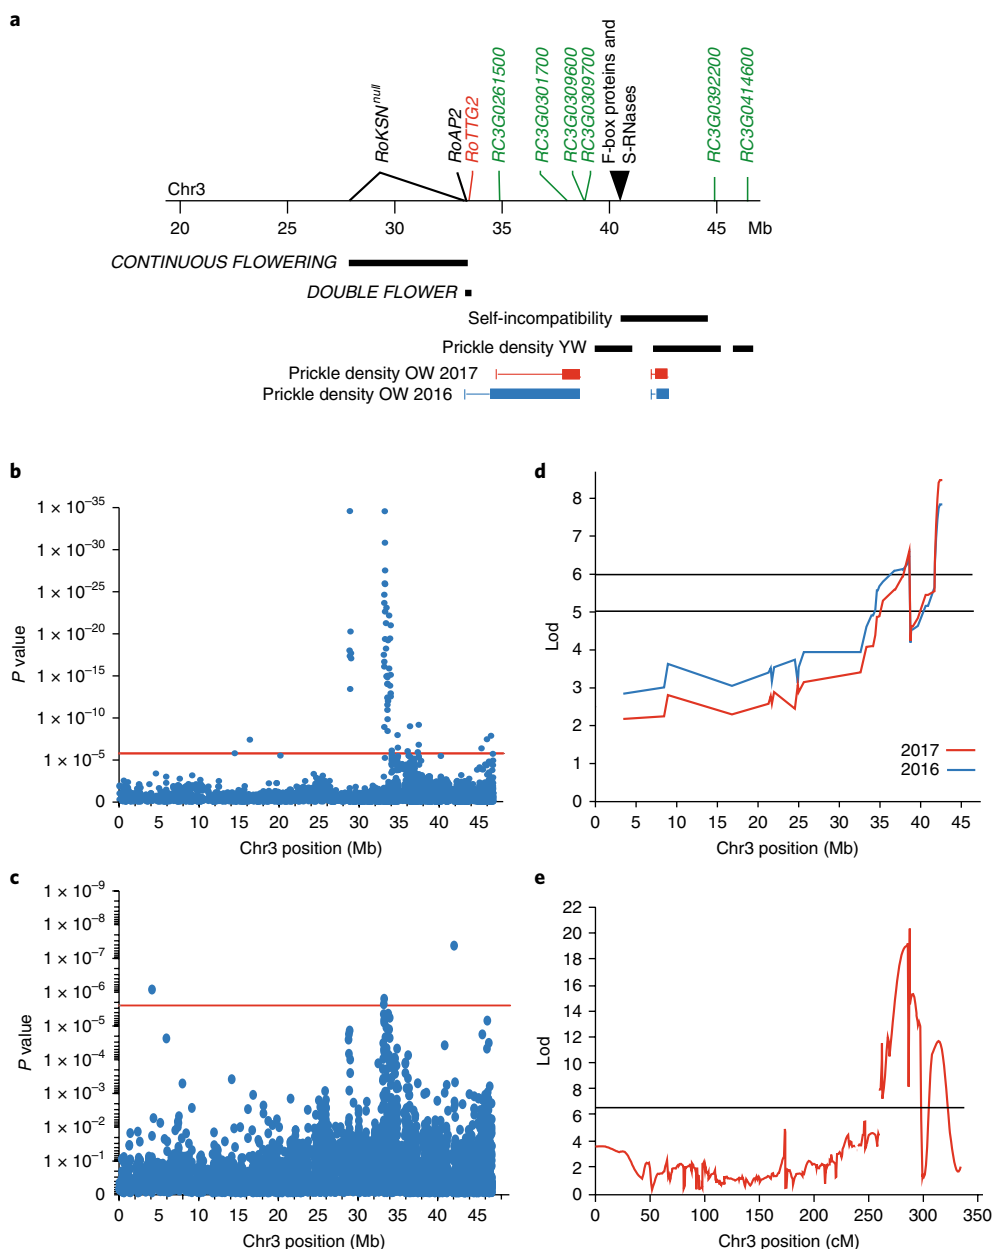 a
RoKSN^null
RoAP2
RoTTG2
RC3G0261500
RC3G0301700
RC3G0309600
RC3G0309700
F-box proteins and
S-RNases
RC3G0392200
RC3G0414600
Chr3
20 25 30 35 40 45 Mb
CONTINUOUS FLOWERING
DOUBLE FLOWER
Self-incompatibility
Prickle density YW
Prickle density OW 2017
Prickle density OW 2016
b
P value
1 × 10^–35
1 × 10^–30
1 × 10^–25
1 × 10^–20
1 × 10^–15
1 × 10^–10
1 × 10^–5
0
0 5 10 15 20 25 30 35 40 45
Chr3 position (Mb)
d
Lod
8
7
6
5
4
3
2
1
0
2017
2016
0 5 10 15 20 25 30 35 40 45
Chr3 position (Mb)
c
P value
1 × 10^–9
1 × 10^–8
1 × 10^–7
1 × 10^–6
1 × 10^–5
1 × 10^–4
1 × 10^–3
1 × 10^–2
1 × 10^–1
0
0 5 10 15 20 25 30 35 40 45
Chr3 position (Mb)
e
Lod
22
20
18
16
14
12
10
8
6
4
2
0
0 50 100 150 200 250 300 350
Chr3 position (cM)